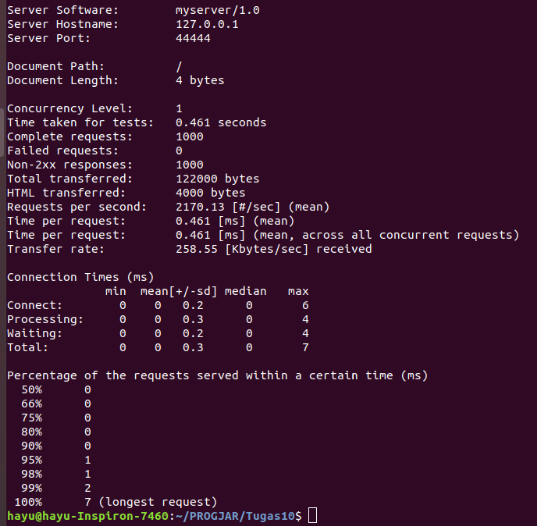 Server Software:        myserver/1.0
Server Hostname:        127.0.0.1
Server Port:            44444

Document Path:          /
Document Length:        4 bytes

Concurrency Level:      1
Time taken for tests:   0.461 seconds
Complete requests:      1000
Failed requests:        0
Non-2xx responses:      1000
Total transferred:      122000 bytes
HTML transferred:       4000 bytes
Requests per second:    2170.13 [#/sec] (mean)
Time per request:       0.461 [ms] (mean)
Time per request:       0.461 [ms] (mean, across all concurrent requests)
Transfer rate:          258.55 [Kbytes/sec] received

Connection Times (ms)
              min  mean[+/-sd] median   max
Connect:        0    0   0.2      0       6
Processing:     0    0   0.3      0       4
Waiting:        0    0   0.2      0       4
Total:          0    0   0.3      0       7

Percentage of the requests served within a certain time (ms)
  50%      0
  66%      0
  75%      0
  80%      0
  90%      0
  95%      1
  98%      1
  99%      2
 100%      7 (longest request)
hayu@hayu-Inspiron-7460:~/PROGJAR/Tugas10$